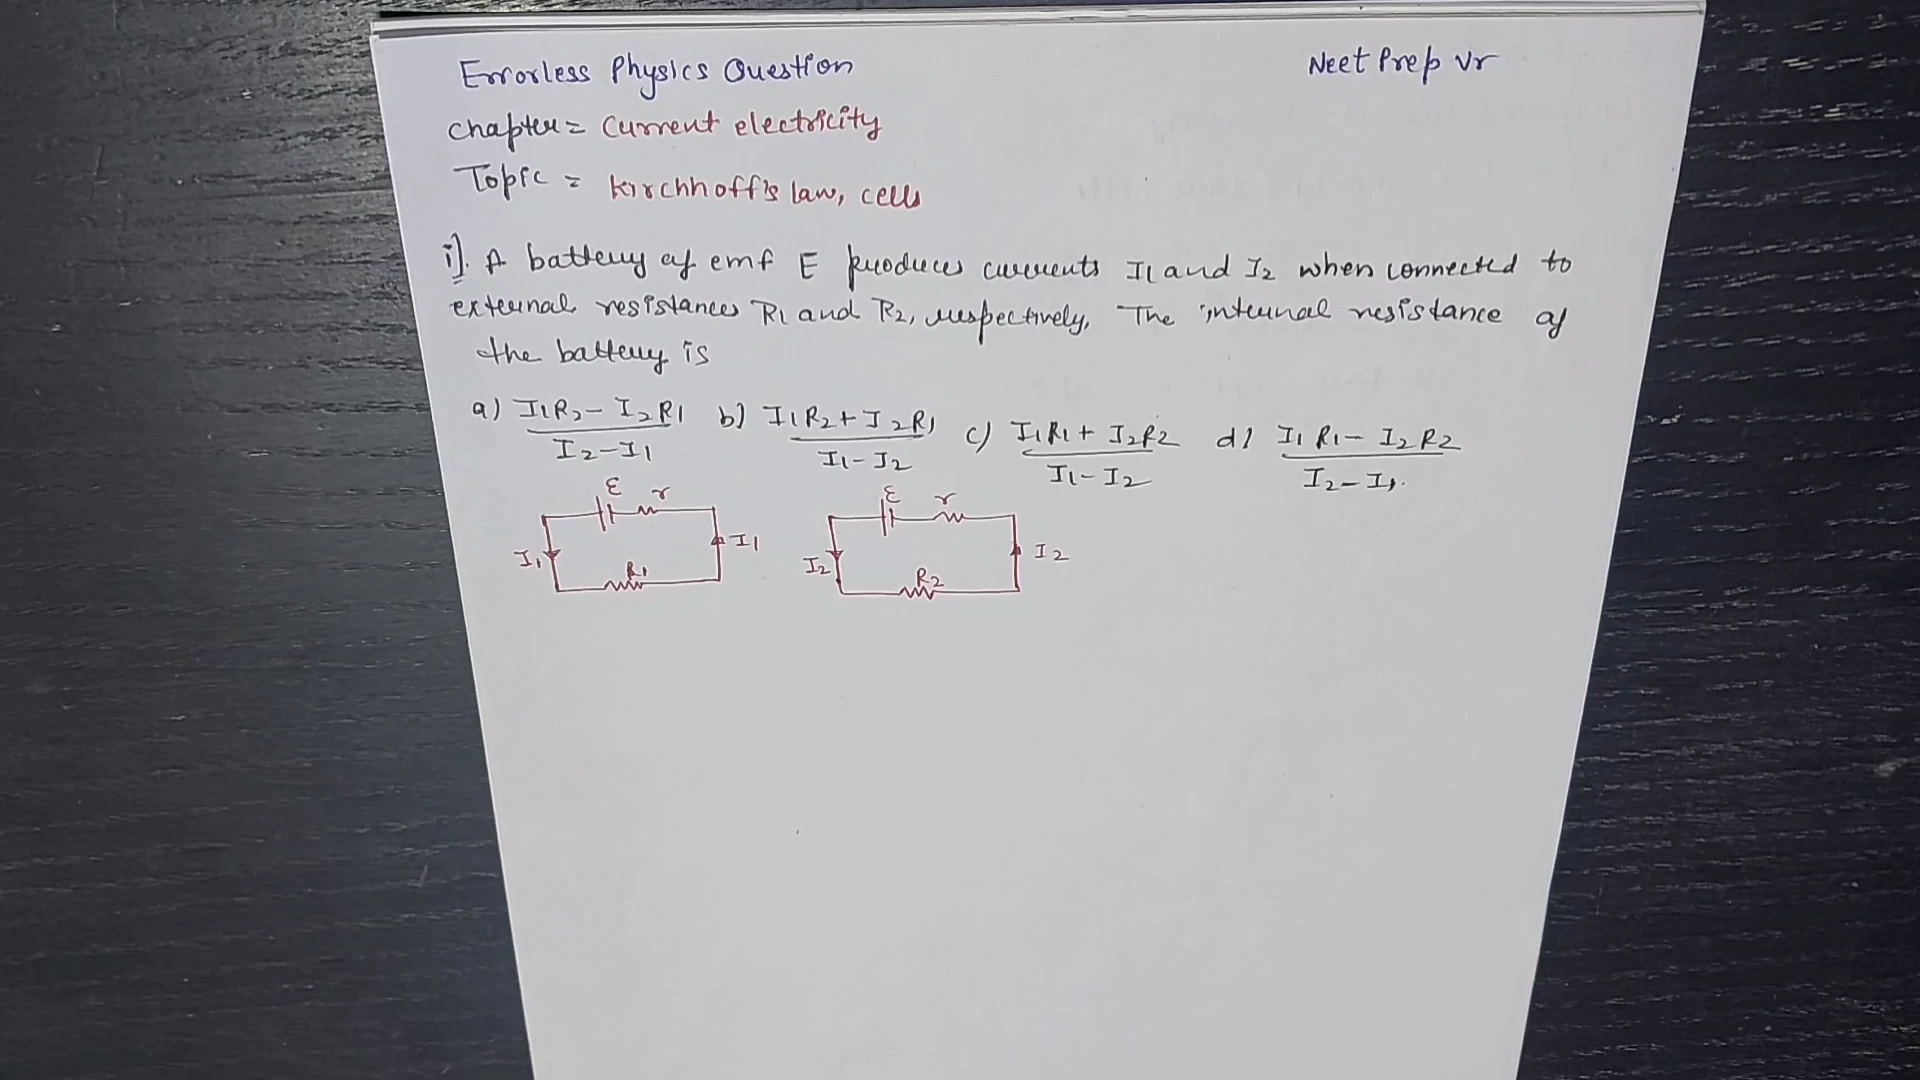 Errorless Physics Question
Neet Prep Vr
Chapter = Current electricity
Topic = Kirchhoff's law, cells
i]. A battery of emf E produces currents I1 and I2 when connected to
external resistances R1 and R2, respectively, The internal resistance of
the battery is
a) I1R2 - I2R1 / I2 - I1 b) I1R2 + I2R1 / I1 - I2 c) I1R1 + I2R2 / I1 - I2 d) I1R1 - I2R2 / I2 - I1.
ε r ε r
I1 I1 I2 I2
R1 R2